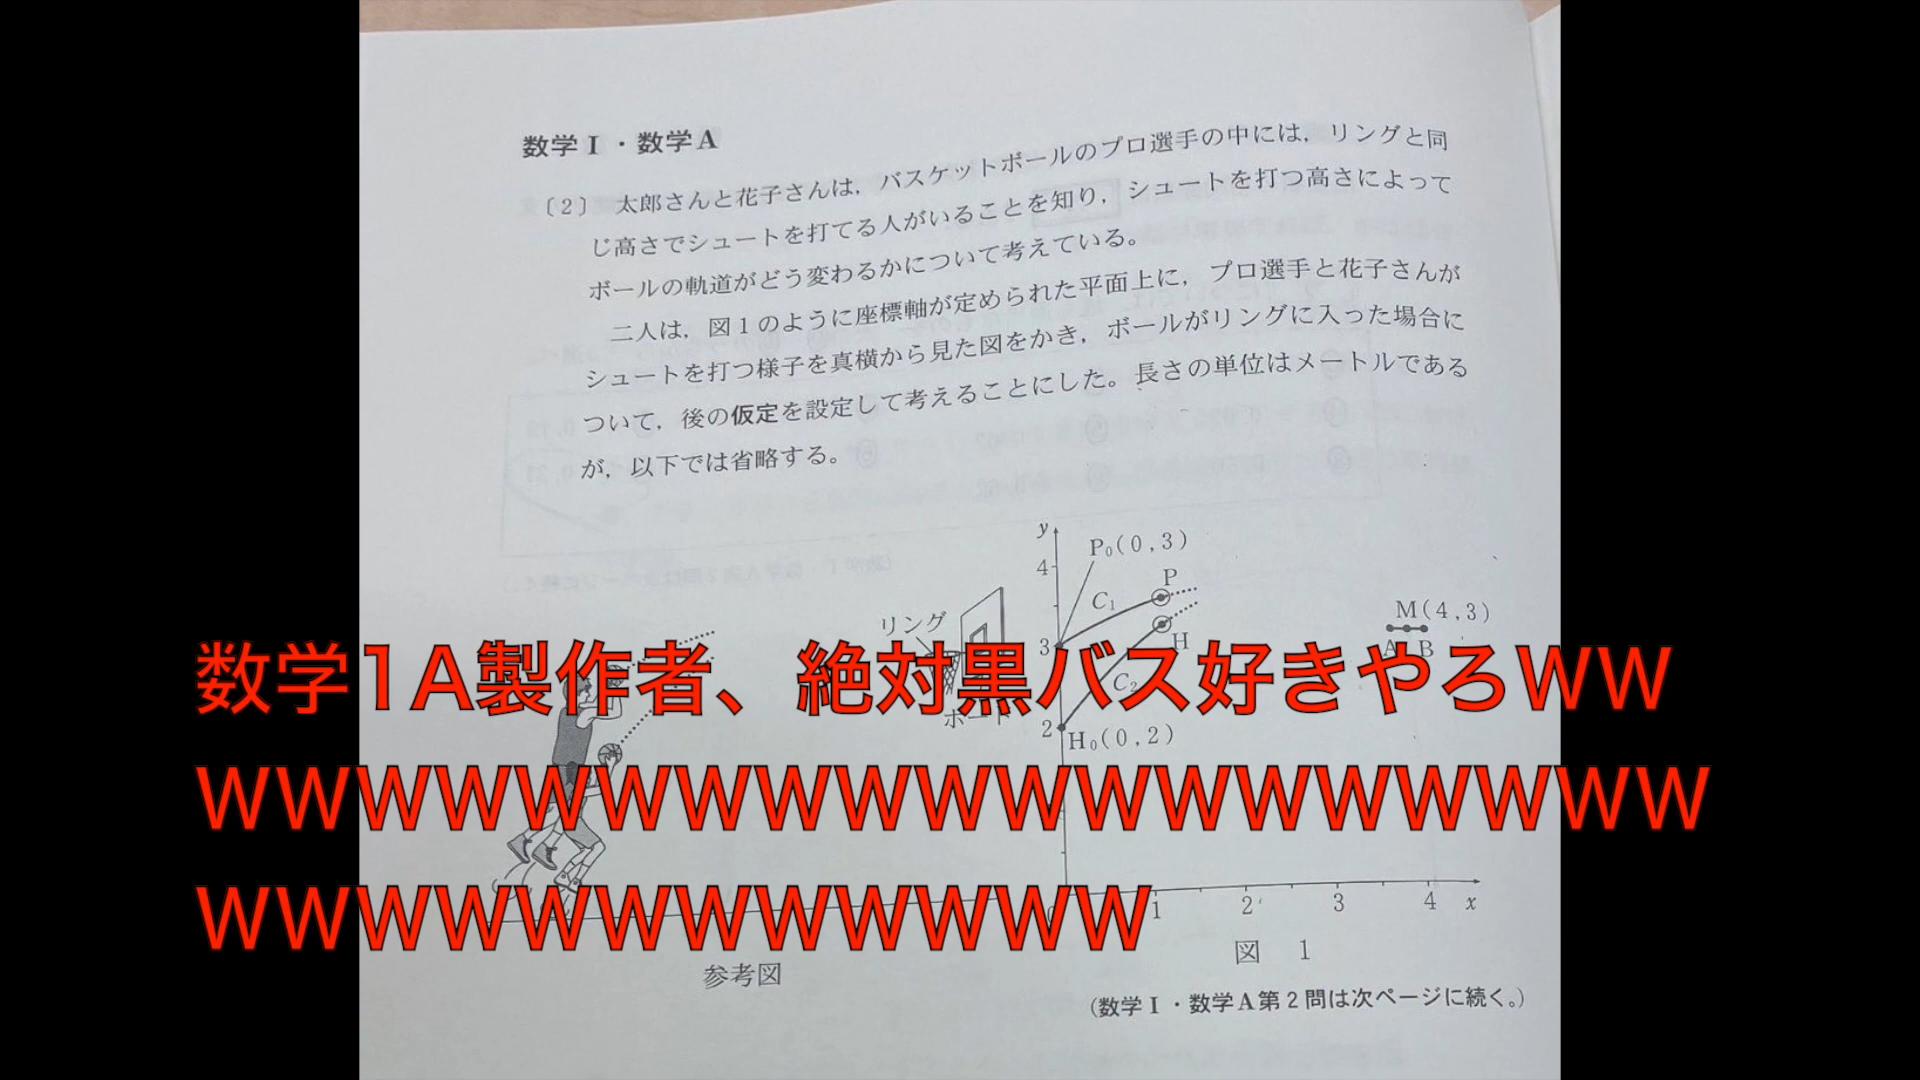 数学Ⅰ・数学A
〔2〕 太郎さんと花子さんは，バスケットボールのプロ選手の中には，リングと同
じ高さでシュートを打てる人がいることを知り，シュートを打つ高さによって
ボールの軌道がどう変わるかについて考えている。
二人は，図1のように座標軸が定められた平面上に，プロ選手と花子さんが
シュートを打つ様子を真横から見た図をかき，ボールがリングに入った場合に
ついて，後の仮定を設定して考えることにした。長さの単位はメートルである
が，以下では省略する。
y
P₀(0,3)
4
P
C₁
M(4,3)
リング
3
H
A
B
数学1A製作者、絶対黒バス好きやろWW
C₂
ボード
2
H₀(0,2)
WWWWWWWWWWWWWWWWWWW
WWWWWWWWWWWW
1
2
3
4
x
図 1
参考図
(数学Ⅰ・数学A第2問は次ページに続く。)